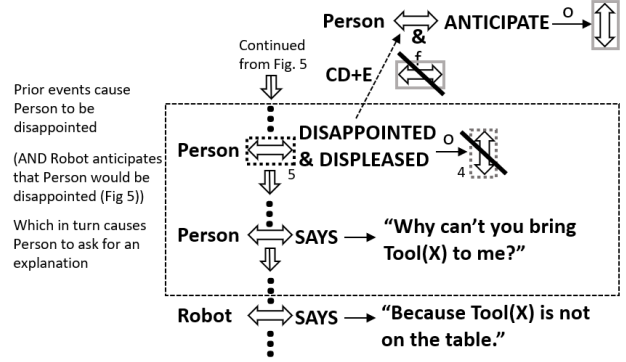 Person ANTICIPATE o
&
f
CD+E
Continued
from Fig. 5
Prior events cause
Person to be
disappointed
(AND Robot anticipates
that Person would be
disappointed (Fig 5))
Which in turn causes
Person to ask for an
explanation
Person DISAPPOINTED
& DISPLEASED o
5
4
Person SAYS “Why can’t you bring
Tool(X) to me?”
Robot SAYS “Because Tool(X) is not
on the table.”